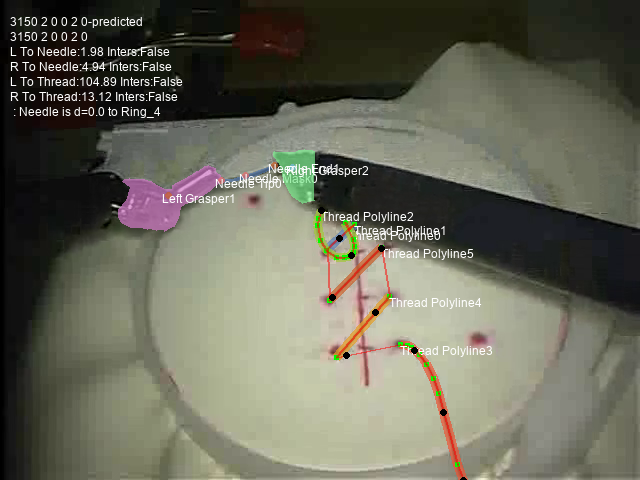 3150 2 0 0 2 0-predicted
3150 2 0 0 2 0
L To Needle:1.98 Inters:False
R To Needle:4.94 Inters:False
L To Thread:104.89 Inters:False
R To Thread:13.12 Inters:False
: Needle is d=0.0 to Ring_4
Needle End1
Right Grasper2
Needle Mask0
Needle Tip0
Left Grasper1
Thread Polyline2
Thread Polyline1
Thread Polyline0
Thread Polyline5
Thread Polyline4
Thread Polyline3